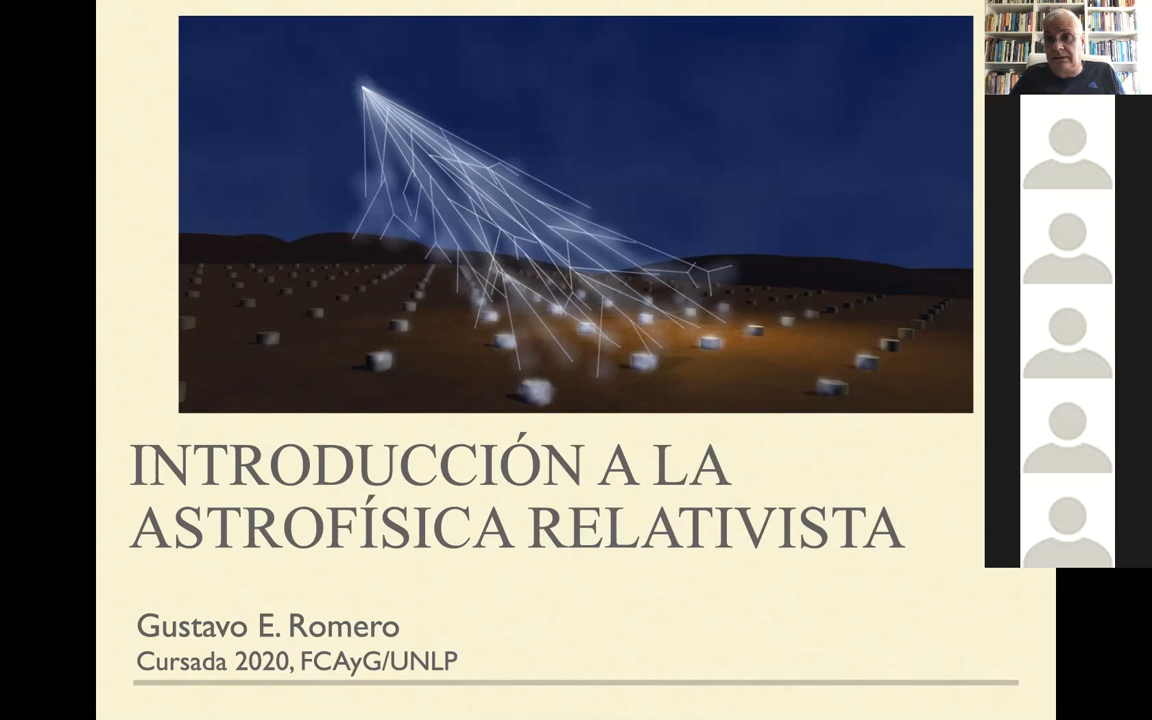 INTRODUCCIÓN A LA
ASTROFÍSICA RELATIVISTA
Gustavo E. Romero
Cursada 2020, FCAyG/UNLP